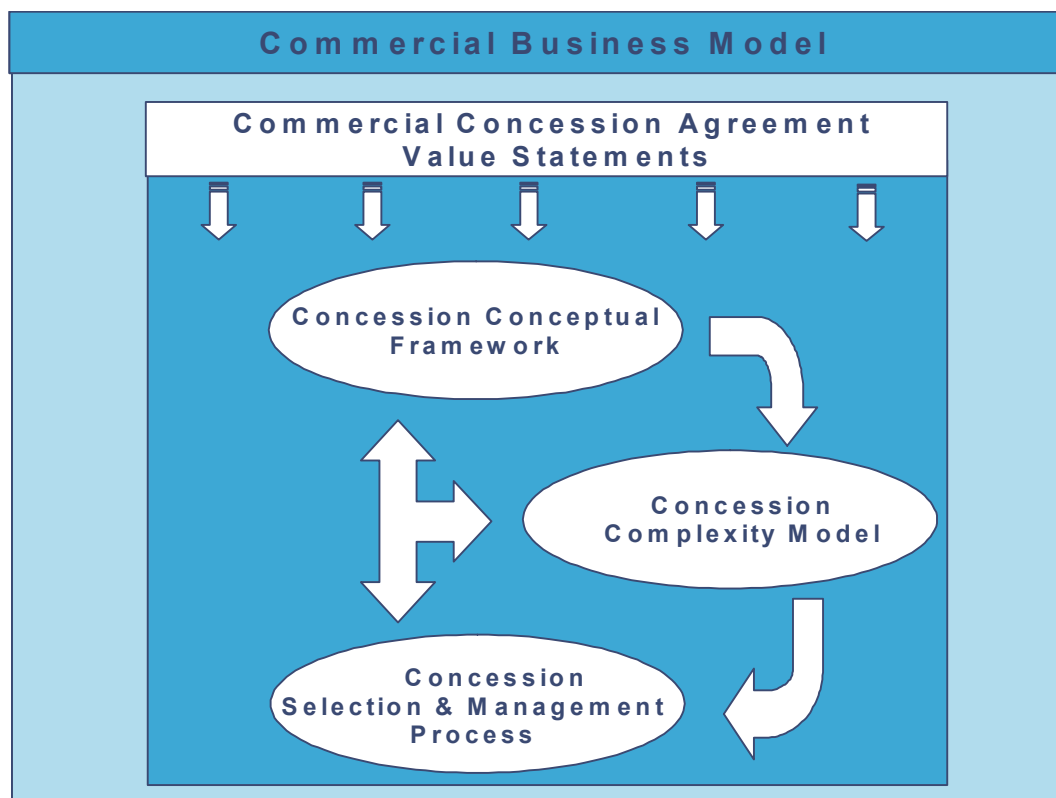 Commercial Business Model
Commercial Concession Agreement
Value Statements
Concession Conceptual
Framework
Concession
Complexity Model
Concession
Selection & Management
Process